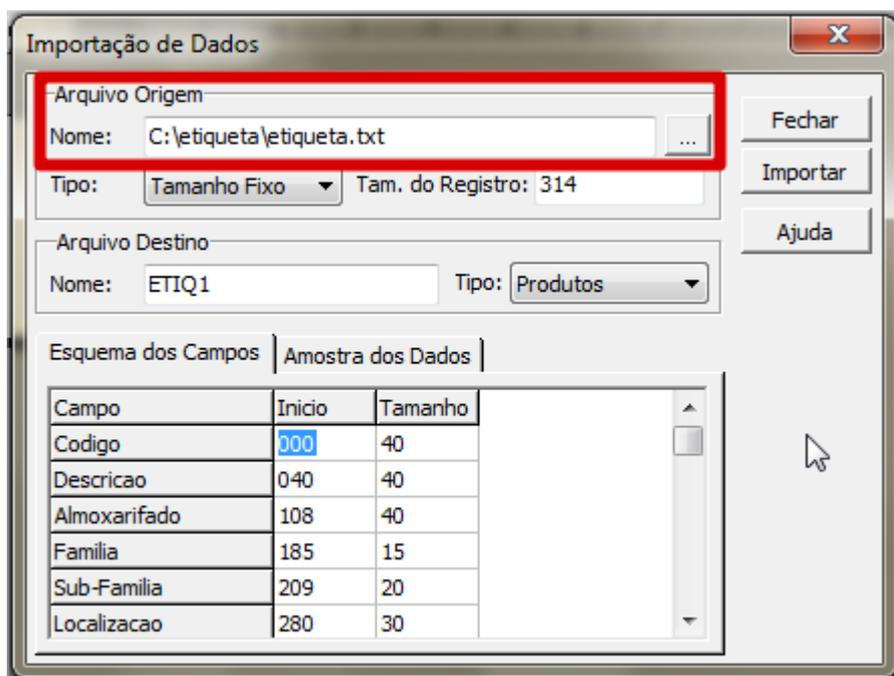 Importação de Dados
Arquivo Origem
Nome: C:\etiqueta\etiqueta.txt ...
Tipo: Tamanho Fixo Tam. do Registro: 314
Fechar
Importar
Ajuda
Arquivo Destino
Nome: ETIQ1 Tipo: Produtos
Esquema dos Campos Amostra dos Dados
Campo Inicio Tamanho
Codigo 000 40
Descricao 040 40
Almoxarifado 108 40
Familia 185 15
Sub-Familia 209 20
Localizacao 280 30